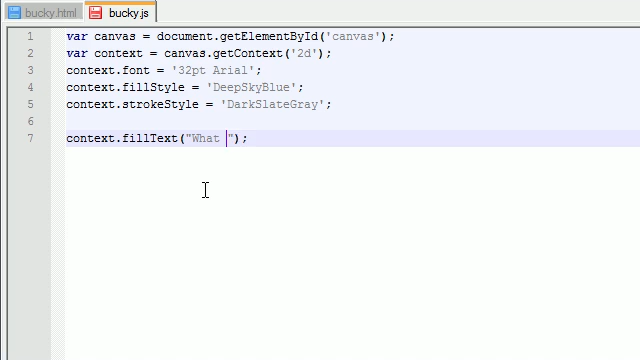 bucky.html bucky.js
1 var canvas = document.getElementById('canvas');
2 var context = canvas.getContext('2d');
3 context.font = '32pt Arial';
4 context.fillStyle = 'DeepSkyBlue';
5 context.strokeStyle = 'DarkSlateGray';
6
7 context.fillText("What ");